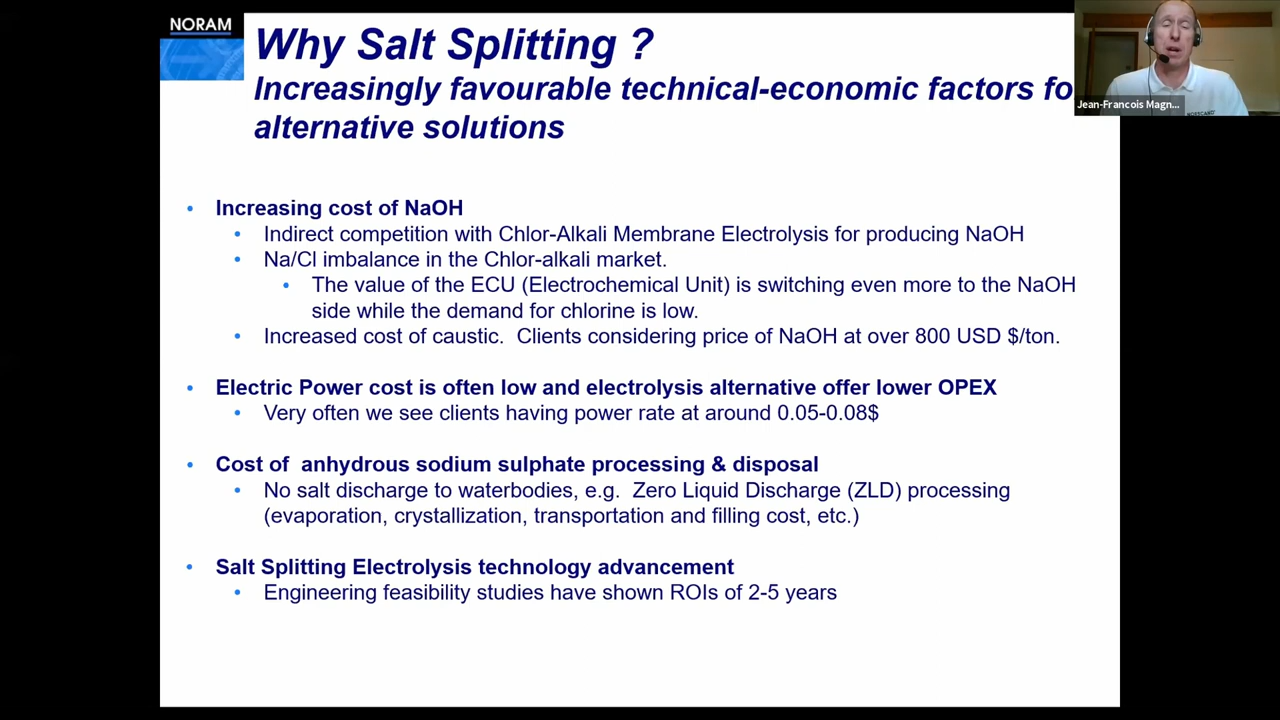 NORAM
Why Salt Splitting ?
Increasingly favourable technical-economic factors fo
alternative solutions
Jean-Francois Magn...
• Increasing cost of NaOH
• Indirect competition with Chlor-Alkali Membrane Electrolysis for producing NaOH
• Na/Cl imbalance in the Chlor-alkali market.
• The value of the ECU (Electrochemical Unit) is switching even more to the NaOH
side while the demand for chlorine is low.
• Increased cost of caustic.  Clients considering price of NaOH at over 800 USD $/ton.
• Electric Power cost is often low and electrolysis alternative offer lower OPEX
• Very often we see clients having power rate at around 0.05-0.08$
• Cost of  anhydrous sodium sulphate processing & disposal
• No salt discharge to waterbodies, e.g.  Zero Liquid Discharge (ZLD) processing
(evaporation, crystallization, transportation and filling cost, etc.)
• Salt Splitting Electrolysis technology advancement
• Engineering feasibility studies have shown ROIs of 2-5 years